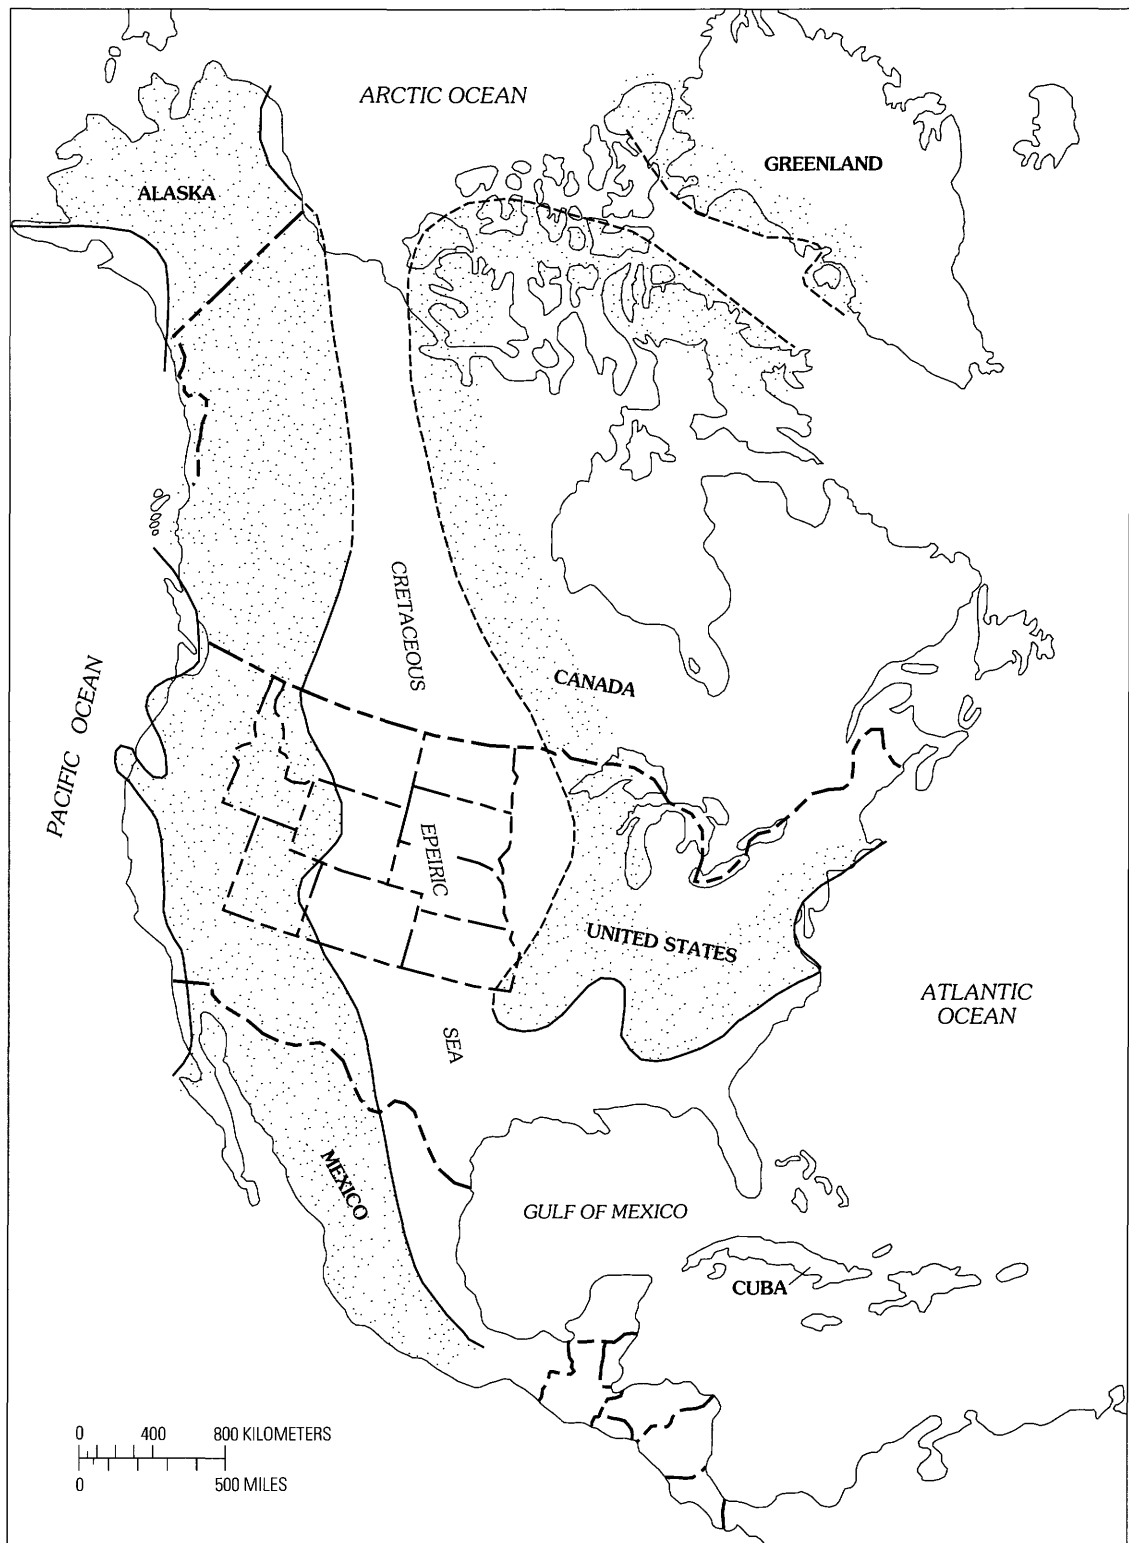 ARCTIC OCEAN
GREENLAND
ALASKA
CRETACEOUS
CANADA
PACIFIC OCEAN
EPEIRIC
UNITED STATES
ATLANTIC
OCEAN
SEA
MEXICO
GULF OF MEXICO
CUBA
0 400 800 KILOMETERS
0 500 MILES